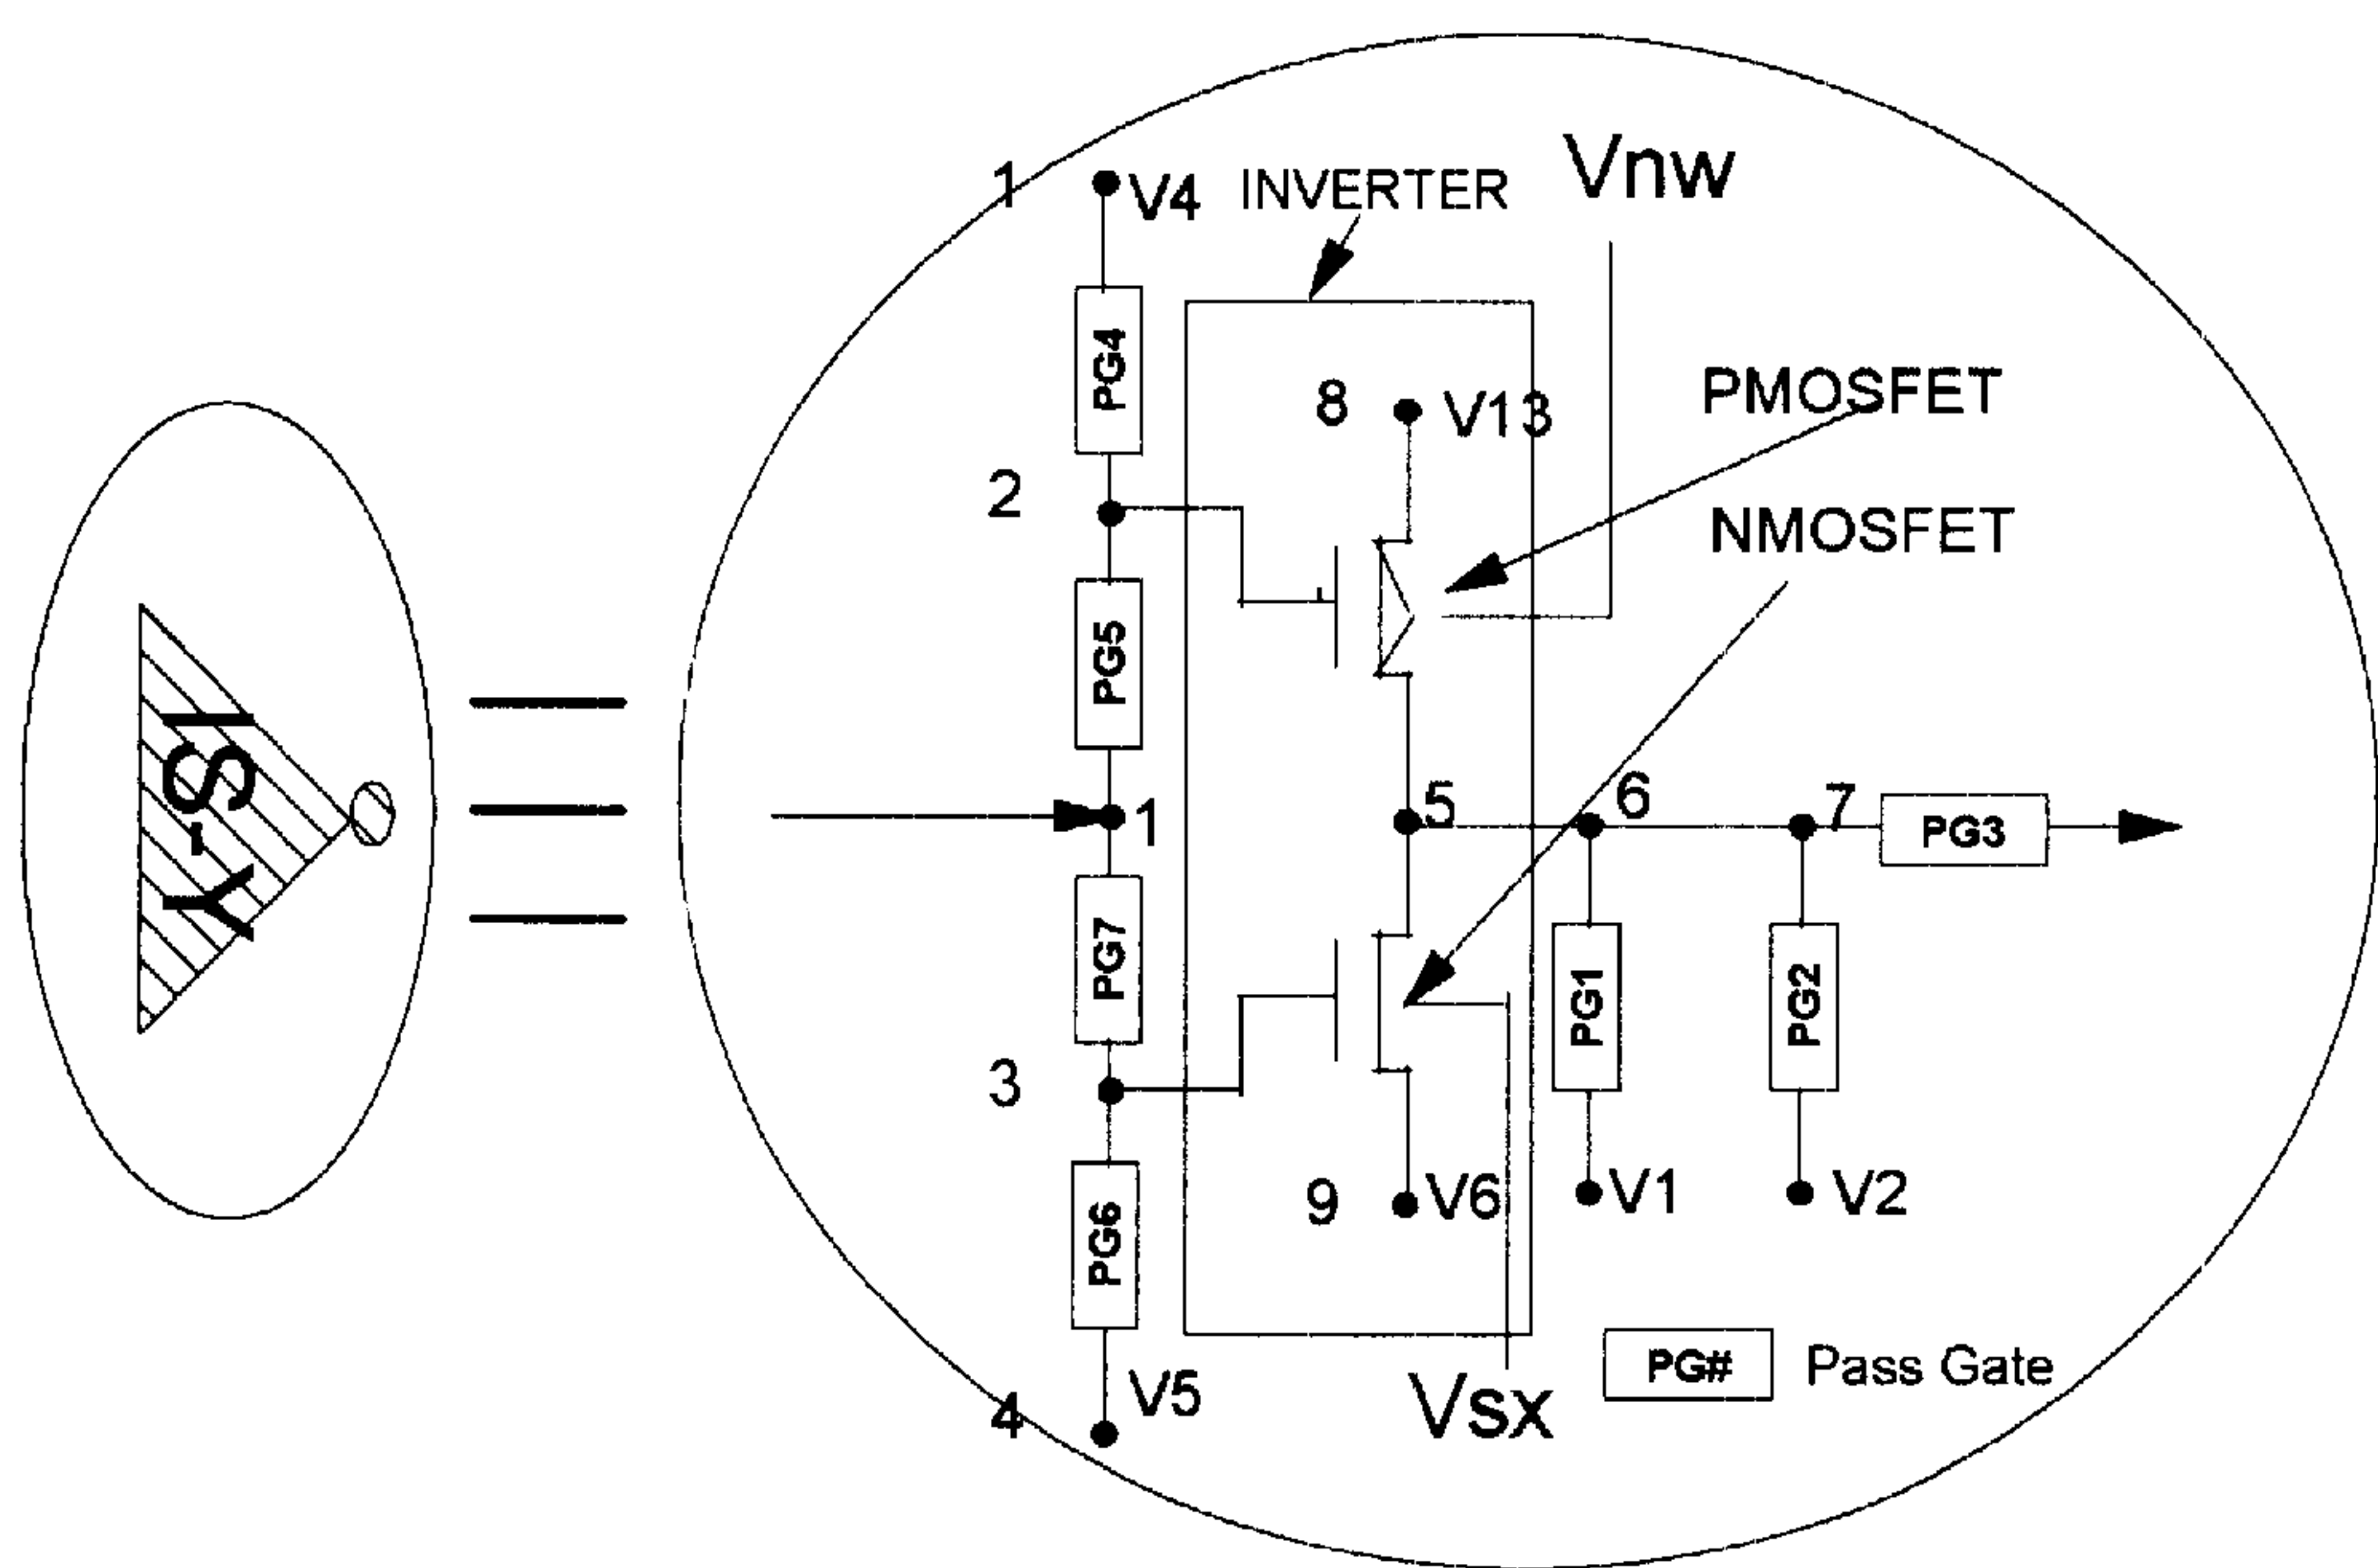 IS-Y
1
V4
INVERTER
Vnw
PG4
8
V13
PMOSFET
2
NMOSFET
PG5
1
5
6
7
PG3
PG7
PG1
PG2
3
9
V6
V1
V2
PG6
V5
4
Vsx
PG# Pass Gate